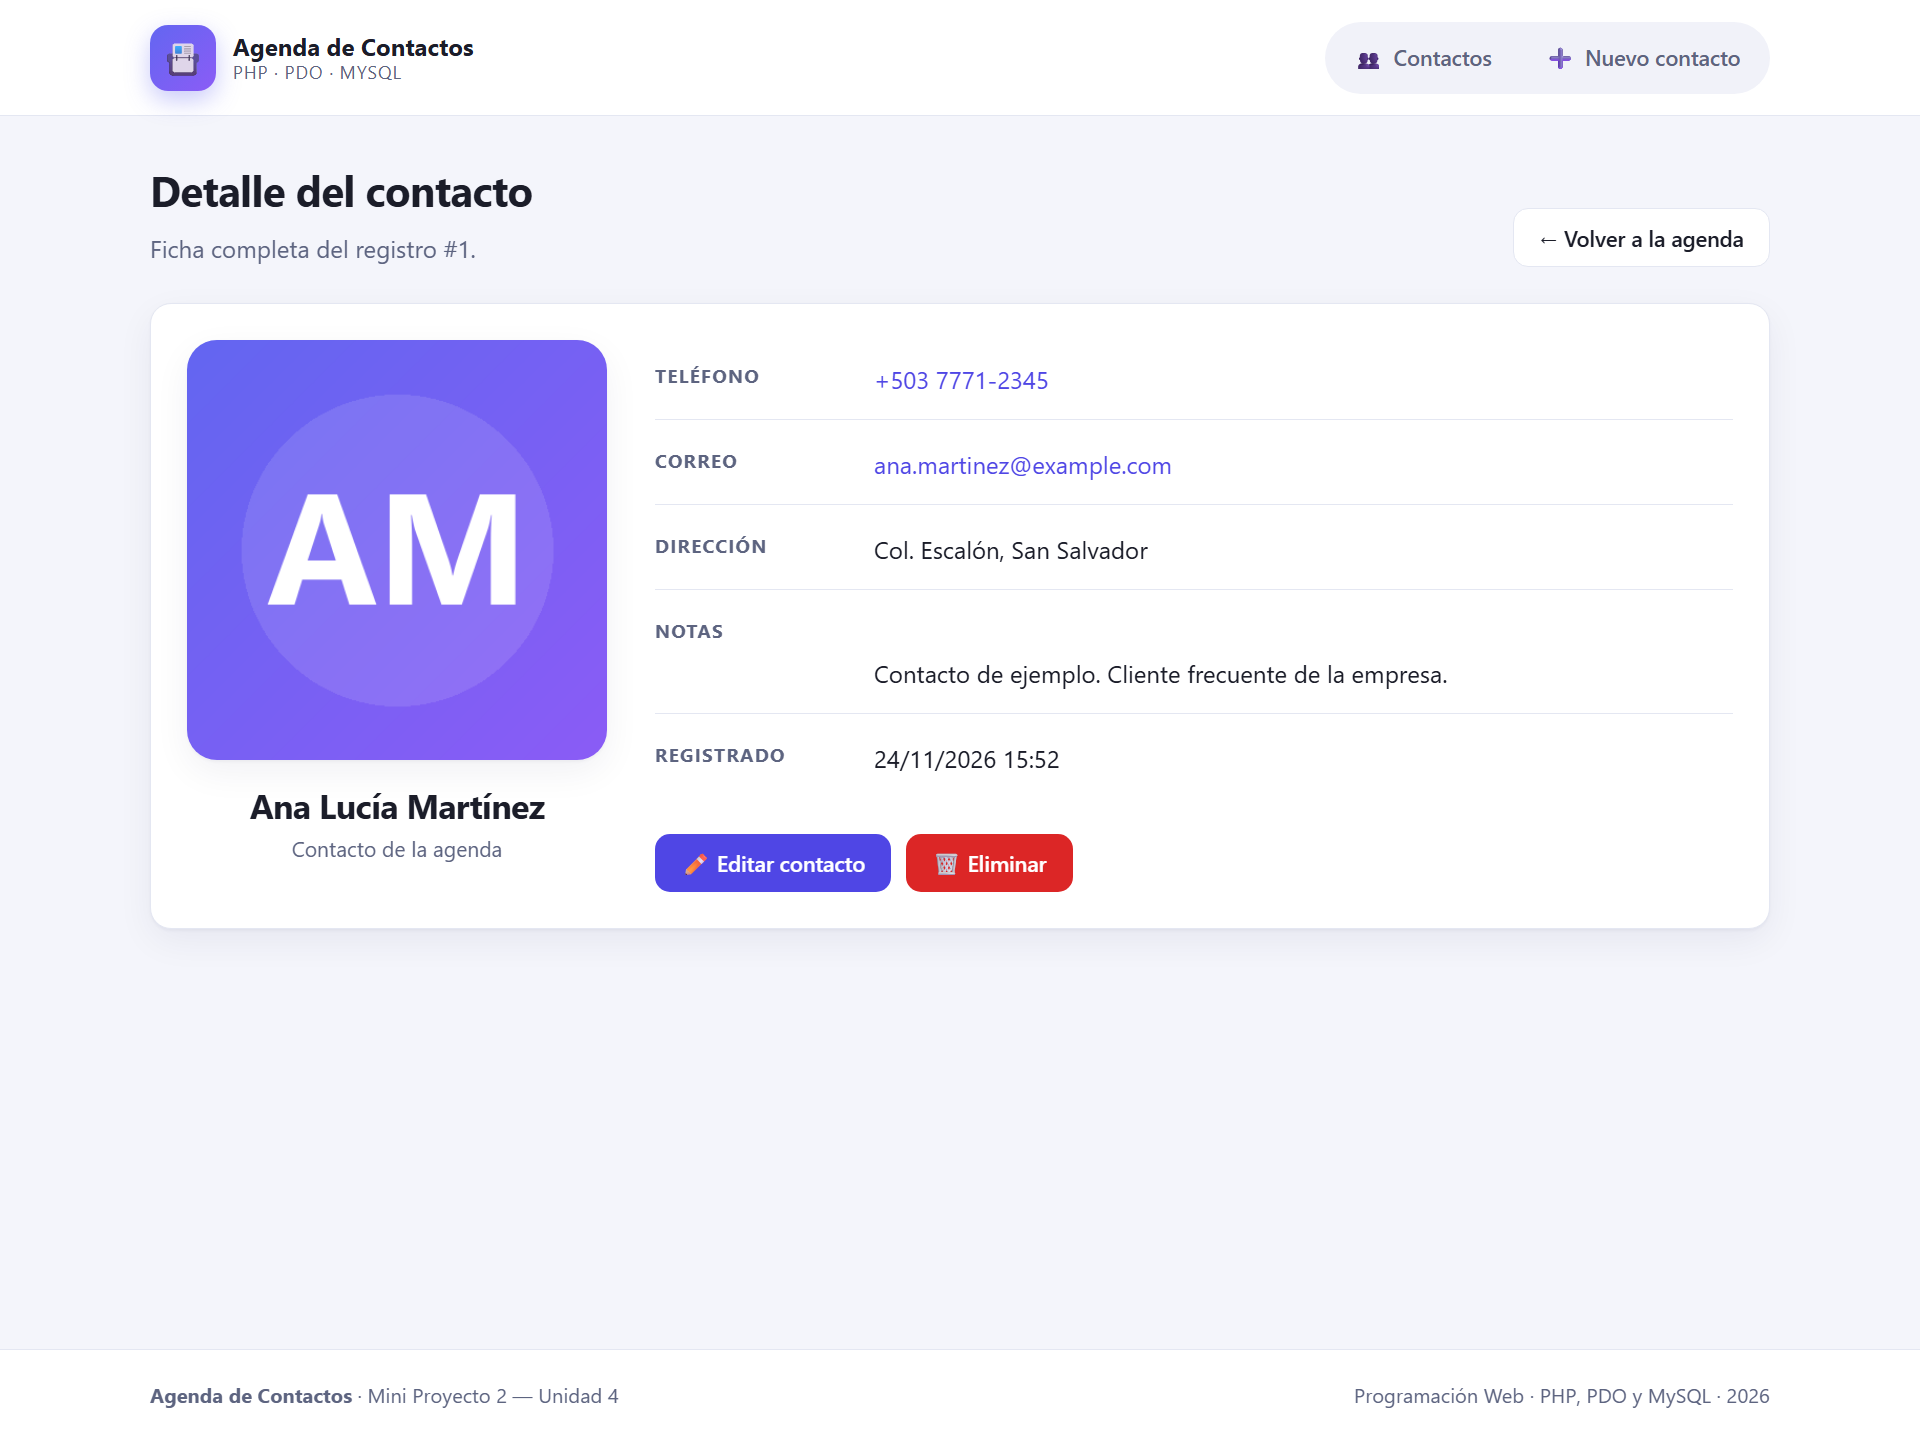 Agenda de Contactos
PHP · PDO · MYSQL
Contactos
Nuevo contacto
Detalle del contacto
Ficha completa del registro #1.
← Volver a la agenda
AM
Ana Lucía Martínez
Contacto de la agenda
TELÉFONO +503 7771-2345
CORREO ana.martinez@example.com
DIRECCIÓN Col. Escalón, San Salvador
NOTAS
Contacto de ejemplo. Cliente frecuente de la empresa.
REGISTRADO 24/11/2026 15:52
Editar contacto
Eliminar
Agenda de Contactos · Mini Proyecto 2 — Unidad 4
Programación Web · PHP, PDO y MySQL · 2026